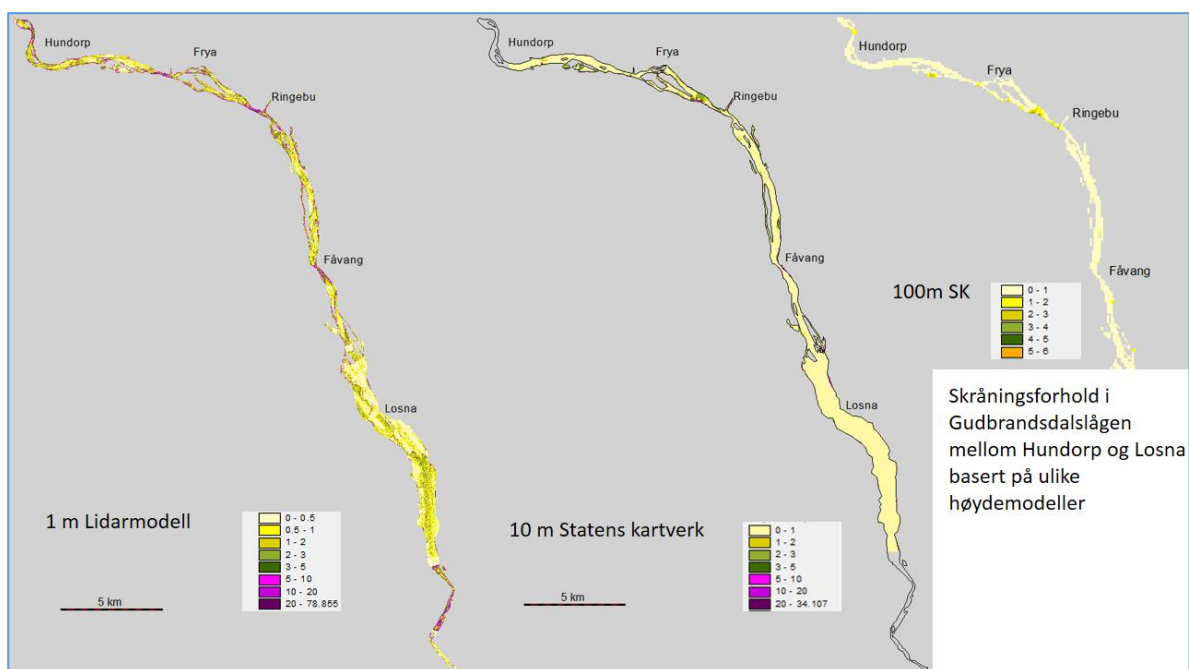 Hundorp
Frya
Ringebu
Fåvang
Losna
1 m Lidarmodell
0 - 0.5
0.5 - 1
1 - 2
2 - 3
3 - 5
5 - 10
10 - 20
20 - 78.855
5 km
Hundorp
Frya
Ringebu
Fåvang
Losna
10 m Statens kartverk
0 - 1
1 - 2
2 - 3
3 - 5
5 - 10
10 - 20
20 - 34.107
5 km
Hundorp
Frya
Ringebu
Fåvang
100m SK
0 - 1
1 - 2
2 - 3
3 - 4
4 - 5
5 - 6
Skråningsforhold i
Gudbrandsdalslågen
mellom Hundorp og Losna
basert på ulike
høydemodeller